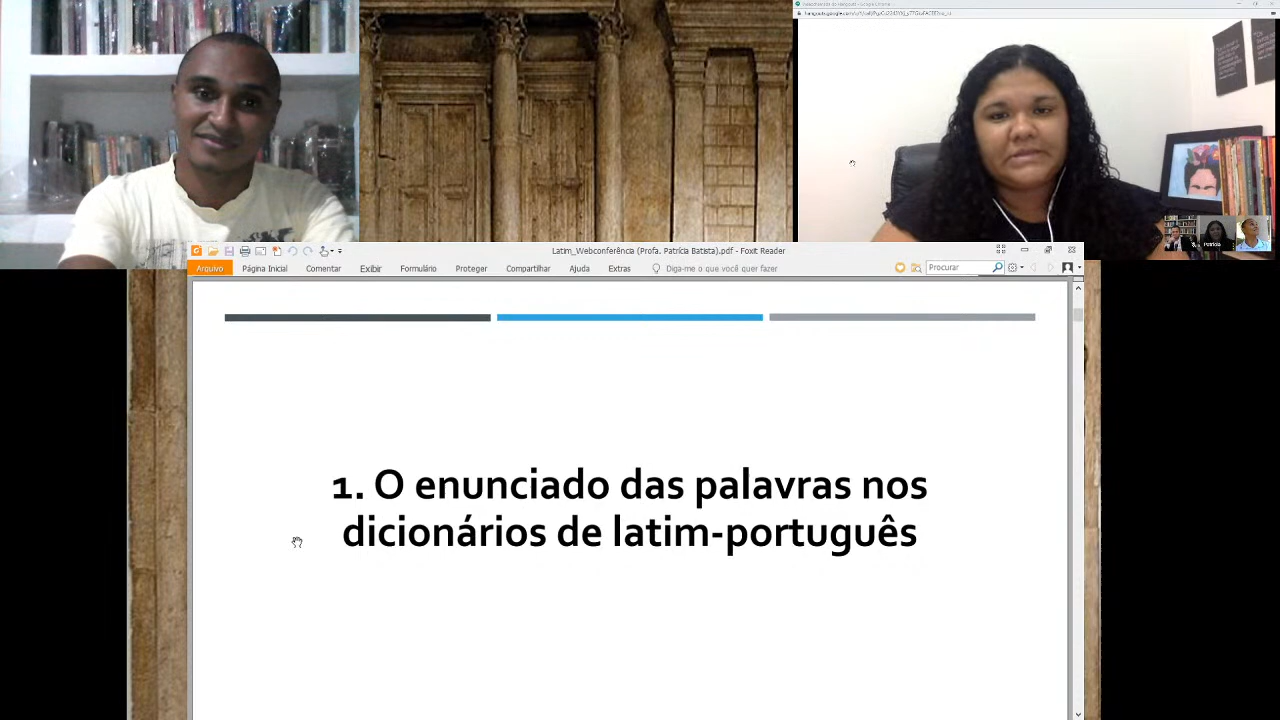 Latim_Webconferência (Profa. Patrícia Batista).pdf - Foxit Reader
Arquivo Página Inicial Comentar Exibir Formulário Proteger Compartilhar Ajuda Extras Diga-me o que você quer fazer Procurar
1. O enunciado das palavras nos
dicionários de latim-português
Patrícia